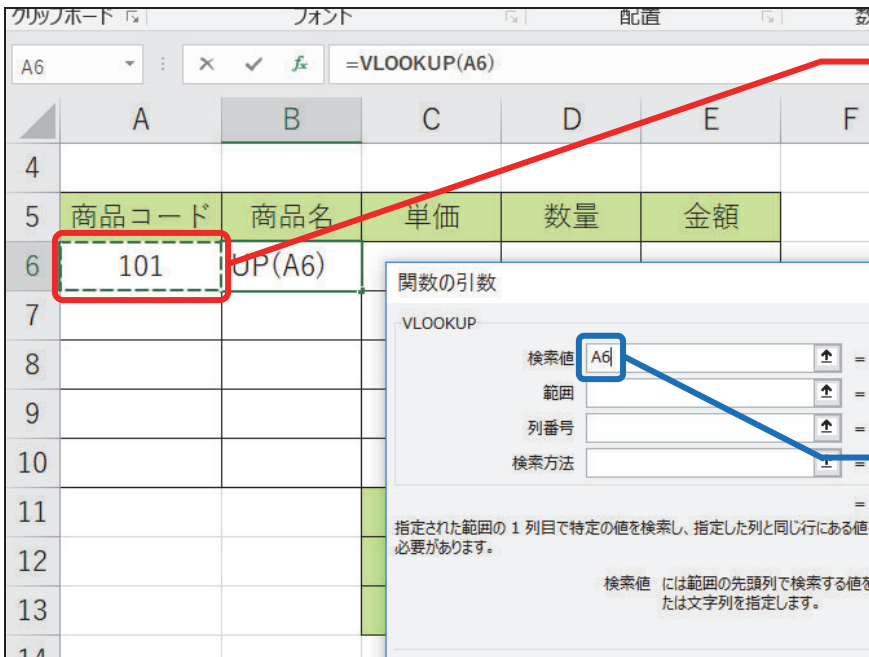 クリップボード フォント 配置 数
A6 =VLOOKUP(A6)
A B C D E F
4
5 商品コード 商品名 単価 数量 金額
6 101 UP(A6)
関数の引数
7
VLOOKUP
8 検索値 A6 =
範囲 =
9 列番号 =
10 検索方法 =
11 =
指定された範囲の 1 列目で特定の値を検索し、指定した列と同じ行にある値
必要があります。
12
検索値 には範囲の先頭列で検索する値を
13 たは文字列を指定します。
14